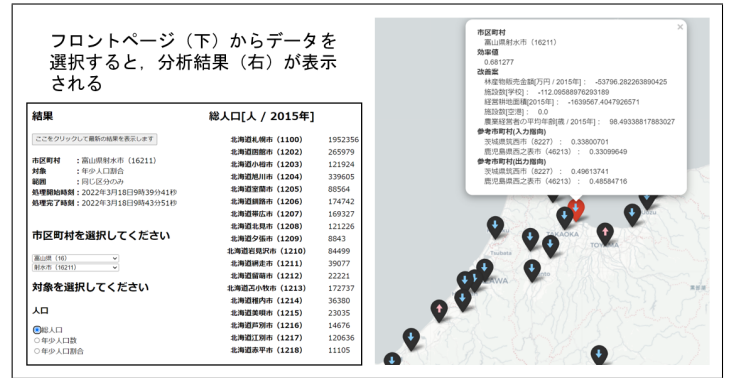 フロントページ（下）からデータを
選択すると，分析結果（右）が表示
される
結果
ここをクリックして最新の結果を表示します
市区町村 ：富山県射水市（16211）
対象 ：年少人口割合
範囲 ：同じ区分のみ
処理開始時刻：2022年3月18日9時39分41秒
処理完了時刻：2022年3月18日9時43分51秒
市区町村を選択してください
富山県（16）
射水市（16211）
対象を選択してください
人口
総人口
年少人口数
年少人口割合
総人口[人 / 2015年]
北海道札幌市（1100） 1952356
北海道函館市（1202） 265979
北海道小樽市（1203） 121924
北海道旭川市（1204） 339605
北海道室蘭市（1205） 88564
北海道釧路市（1206） 174742
北海道帯広市（1207） 169327
北海道北見市（1208） 121226
北海道夕張市（1209） 8843
北海道岩見沢市（1210） 84499
北海道網走市（1211） 39077
北海道留萌市（1212） 22221
北海道苫小牧市（1213） 172737
北海道稚内市（1214） 36380
北海道美唄市（1215） 23035
北海道芦別市（1216） 14676
北海道江別市（1217） 120636
北海道赤平市（1218） 11105
×
市区町村
富山県射水市（16211）
効率値
0.681277
改善案
林産物販売金額[万円 / 2015年]： -53796.282263890425
施設数[学校]： -112.09588976293189
経営耕地面積[2015年]： -1639567.4047926571
施設数[空港]： 0.0
農業経営者の平均年齢[歳 / 2015年]： 98.49338817883027
参考市町村(入力指向)
茨城県筑西市（8227）： 0.33800701
鹿児島県西之表市（46213）： 0.33099649
参考市町村(出力指向)
茨城県筑西市（8227）： 0.49613741
鹿児島県西之表市（46213）： 0.48584716
TAKAOKA
Tsubata